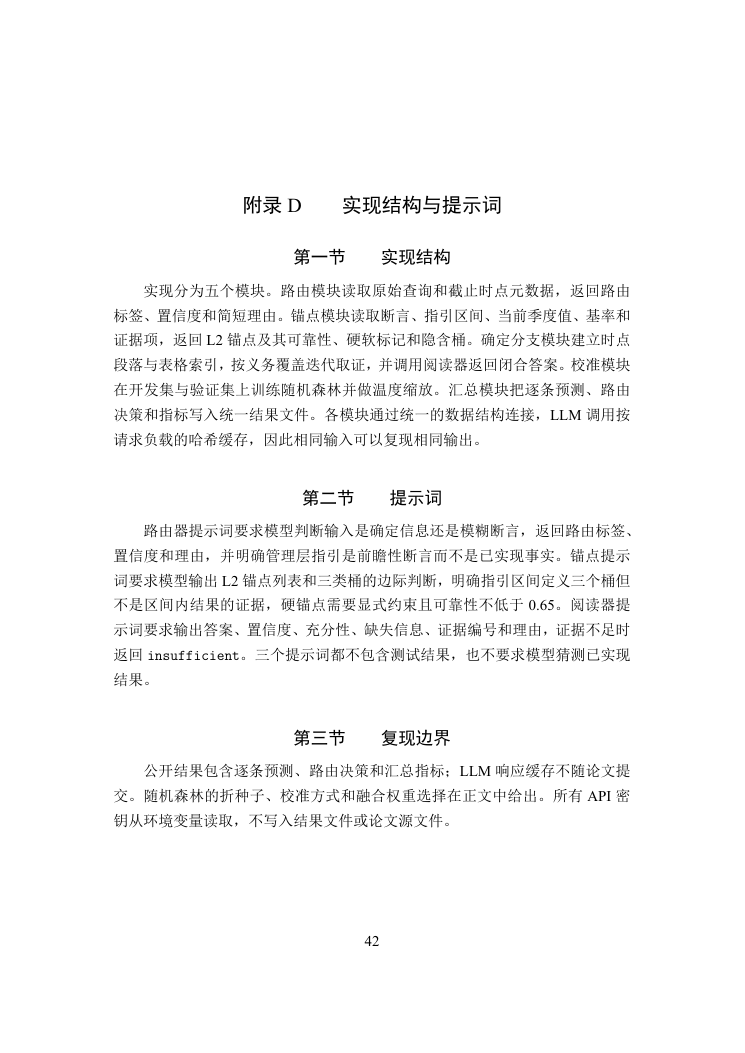 附录 D 实现结构与提示词
第一节 实现结构
实现分为五个模块。路由模块读取原始查询和截止时点元数据，返回路由
标签、置信度和简短理由。锚点模块读取断言、指引区间、当前季度值、基率和
证据项，返回 L2 锚点及其可靠性、硬软标记和隐含桶。确定分支模块建立时点
段落与表格索引，按义务覆盖迭代取证，并调用阅读器返回闭合答案。校准模块
在开发集与验证集上训练随机森林并做温度缩放。汇总模块把逐条预测、路由
决策和指标写入统一结果文件。各模块通过统一的数据结构连接，LLM 调用按
请求负载的哈希缓存，因此相同输入可以复现相同输出。
第二节 提示词
路由器提示词要求模型判断输入是确定信息还是模糊断言，返回路由标签、
置信度和理由，并明确管理层指引是前瞻性断言而不是已实现事实。锚点提示
词要求模型输出 L2 锚点列表和三类桶的边际判断，明确指引区间定义三个桶但
不是区间内结果的证据，硬锚点需要显式约束且可靠性不低于 0.65。阅读器提
示词要求输出答案、置信度、充分性、缺失信息、证据编号和理由，证据不足时
返回 insufficient。三个提示词都不包含测试结果，也不要求模型猜测已实现
结果。
第三节 复现边界
公开结果包含逐条预测、路由决策和汇总指标；LLM 响应缓存不随论文提
交。随机森林的折种子、校准方式和融合权重选择在正文中给出。所有 API 密
钥从环境变量读取，不写入结果文件或论文源文件。
42